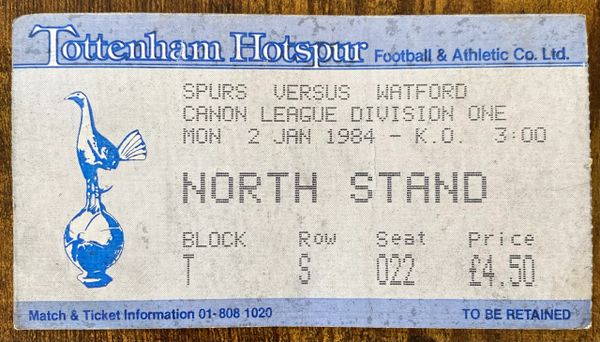 Tottenham Hotspur Football & Athletic Co. Ltd.
SPURS VERSUS WATFORD
CANON LEAGUE DIVISION ONE
MON 2 JAN 1984 - K.O. 3:00
NORTH STAND
BLOCK Row Seat Price
T S 022 £4.50
Match & Ticket Information 01-808 1020 TO BE RETAINED